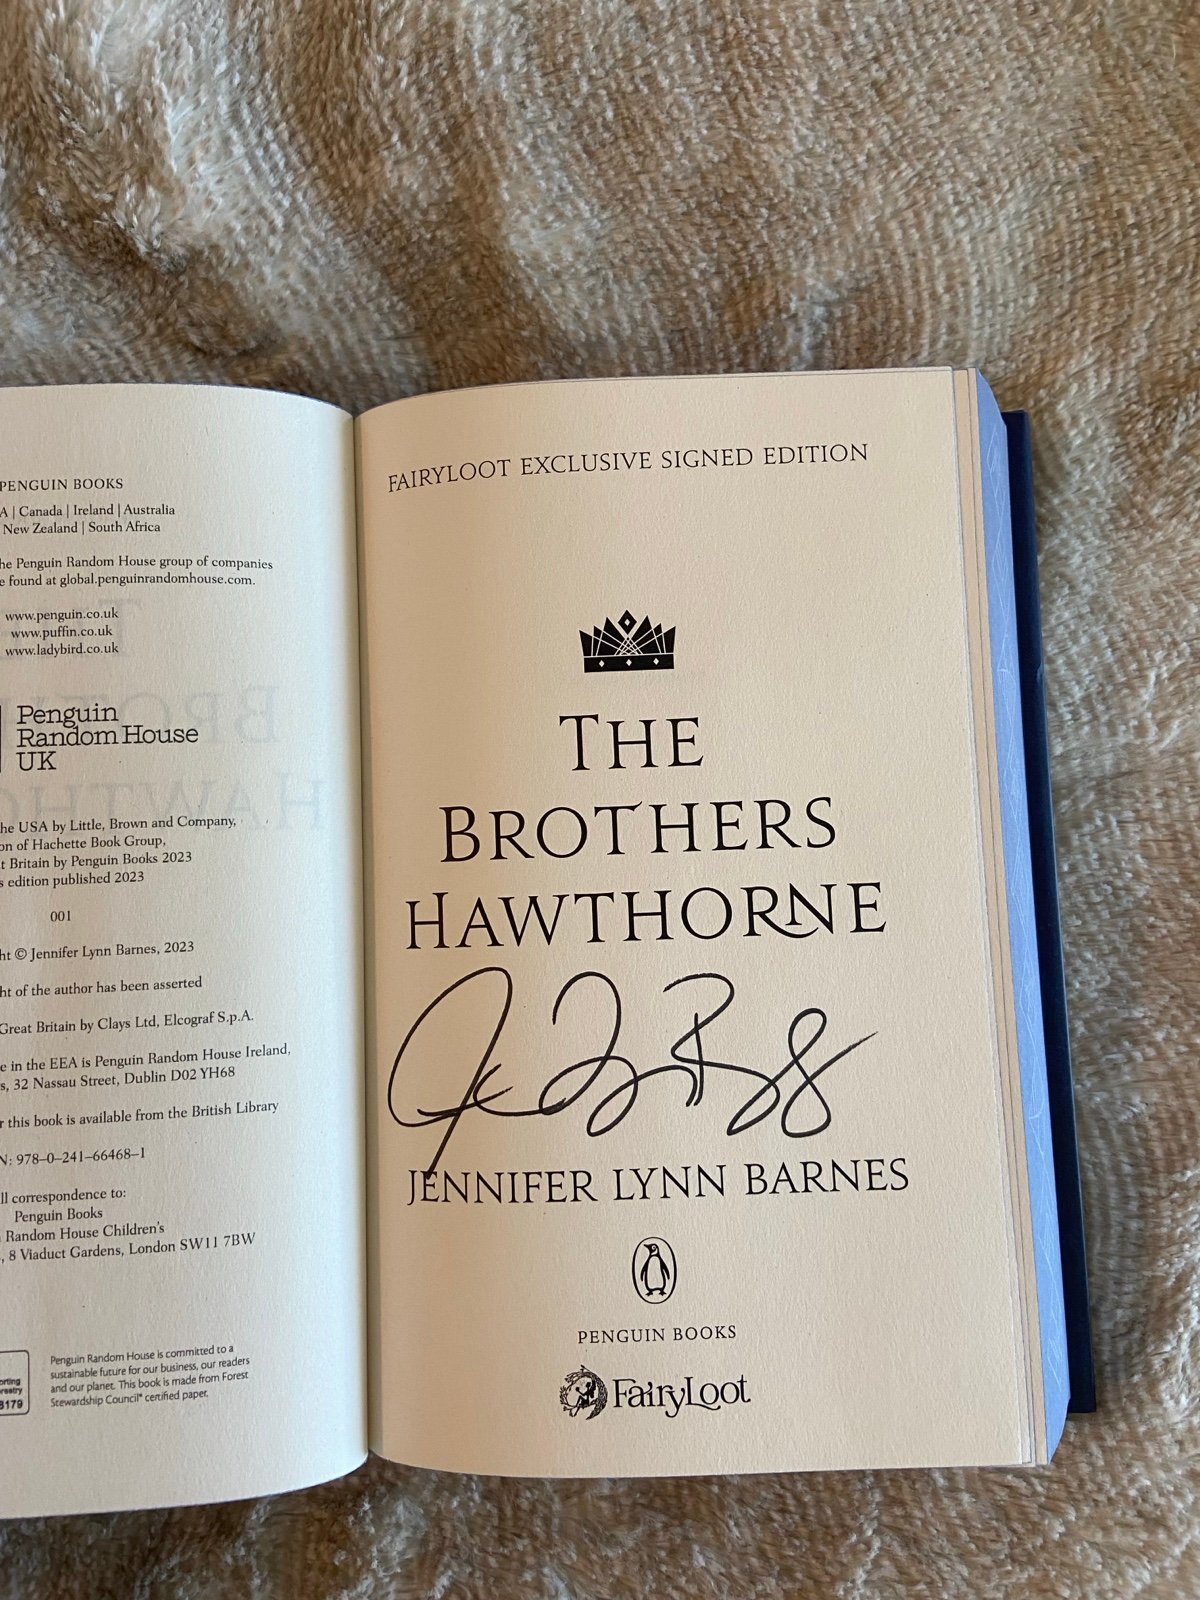 PENGUIN BOOKS
A | Canada | Ireland | Australia
New Zealand | South Africa
he Penguin Random House group of companies
e found at global.penguinrandomhouse.com.
www.penguin.co.uk
www.puffin.co.uk
www.ladybird.co.uk
Penguin
Random House
UK
he USA by Little, Brown and Company,
on of Hachette Book Group,
t Britain by Penguin Books 2023
s edition published 2023
001
ht © Jennifer Lynn Barnes, 2023
ht of the author has been asserted
Great Britain by Clays Ltd, Elcograf S.p.A.
e in the EEA is Penguin Random House Ireland,
s, 32 Nassau Street, Dublin D02 YH68
r this book is available from the British Library
N: 978–0–241–66468–1
ll correspondence to:
Penguin Books
Random House Children's
, 8 Viaduct Gardens, London SW11 7BW
Penguin Random House is committed to a
sustainable future for our business, our readers
and our planet. This book is made from Forest
Stewardship Council® certified paper.
orting
restry
8179
FAIRYLOOT EXCLUSIVE SIGNED EDITION
THE
BROTHERS
HAWTHORNE
JENNIFER LYNN BARNES
PENGUIN BOOKS
FAIRYLOOT